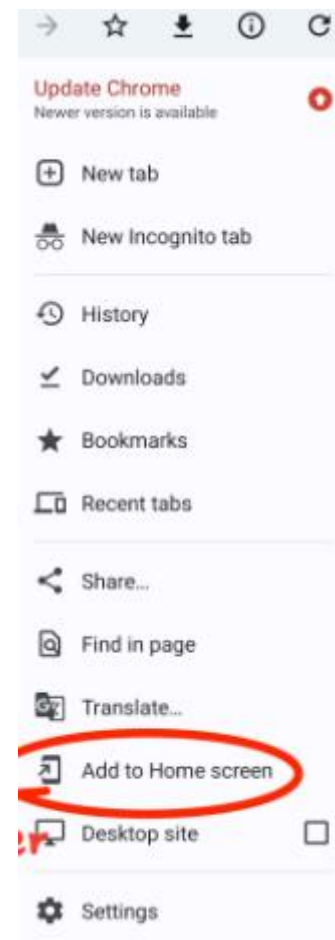 Update Chrome
Newer version is available
New tab
New Incognito tab
History
Downloads
Bookmarks
Recent tabs
Share...
Find in page
Translate...
Add to Home screen
Desktop site
Settings